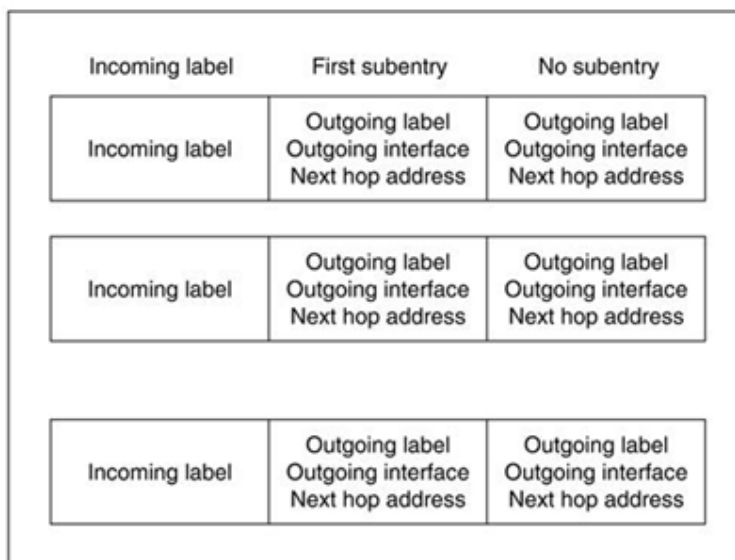 Incoming label First subentry No subentry
Incoming label
Outgoing label
Outgoing interface
Next hop address
Outgoing label
Outgoing interface
Next hop address
Incoming label
Outgoing label
Outgoing interface
Next hop address
Outgoing label
Outgoing interface
Next hop address
Incoming label
Outgoing label
Outgoing interface
Next hop address
Outgoing label
Outgoing interface
Next hop address